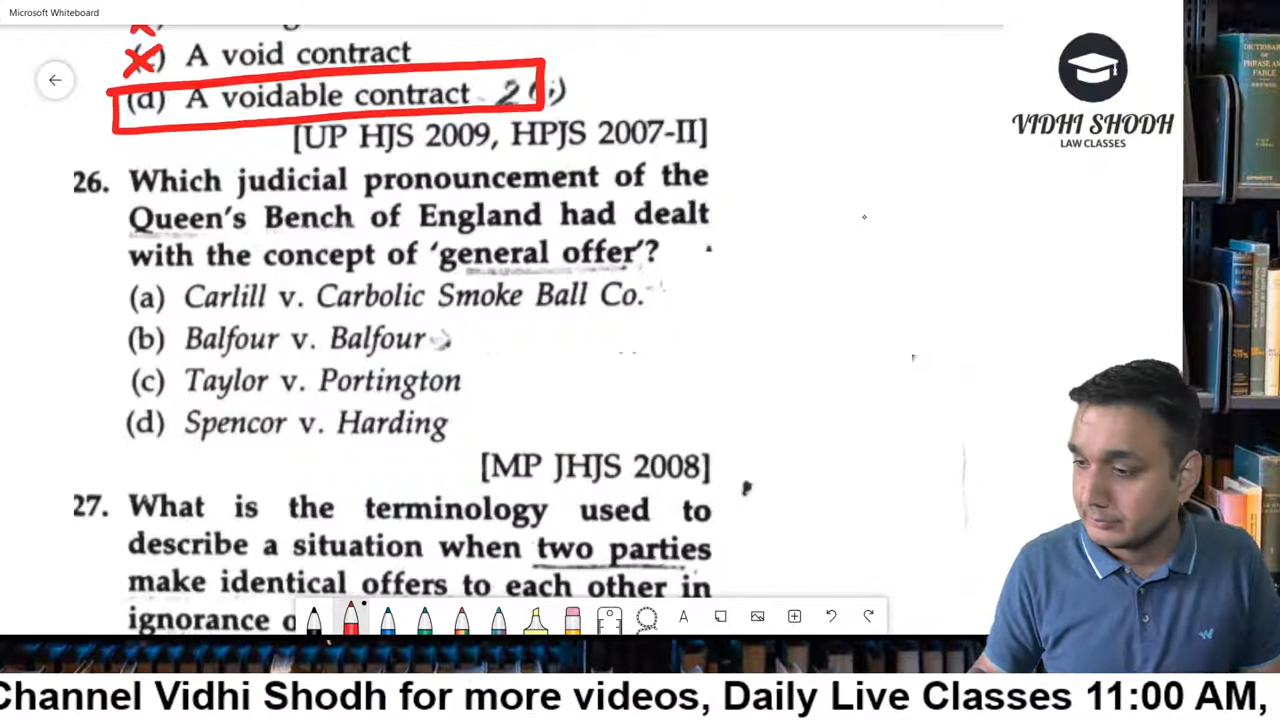 Microsoft Whiteboard
A void contract
(d) A voidable contract 2(i)
[UP HJS 2009, HPJS 2007-II]
26. Which judicial pronouncement of the
Queen's Bench of England had dealt
with the concept of 'general offer'?
(a) Carlill v. Carbolic Smoke Ball Co.
(b) Balfour v. Balfour
(c) Taylor v. Portington
(d) Spencor v. Harding
[MP JHJS 2008]
27. What is the terminology used to
describe a situation when two parties
make identical offers to each other in
ignorance
VIDHI SHODH
LAW CLASSES
DICTIONARY
Channel Vidhi Shodh for more videos, Daily Live Classes 11:00 AM,